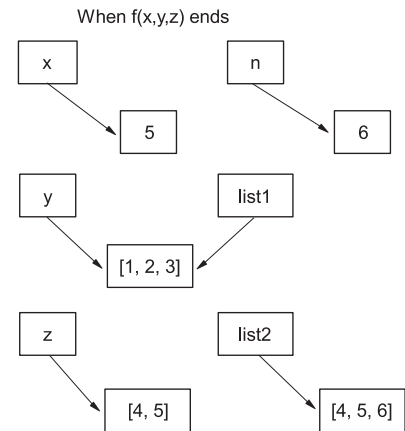 When f(x,y,z) ends
x
n
5
6
y
list1
[1, 2, 3]
z
list2
[4, 5]
[4, 5, 6]